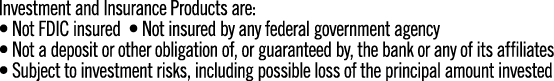 Investment and Insurance Products are:
• Not FDIC insured • Not insured by any federal government agency
• Not a deposit or other obligation of, or guaranteed by, the bank or any of its affiliates
• Subject to investment risks, including possible loss of the principal amount invested